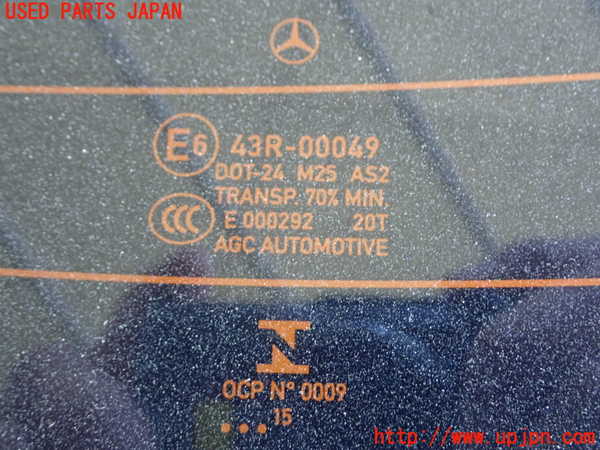 USED PARTS JAPAN
E6 43R-00049
DOT-24 M25 AS2
TRANSP. 70% MIN.
CCC E 000292 20T
AGC AUTOMOTIVE
OCP Nº 0009
... 15
http://www.upjpn.com/